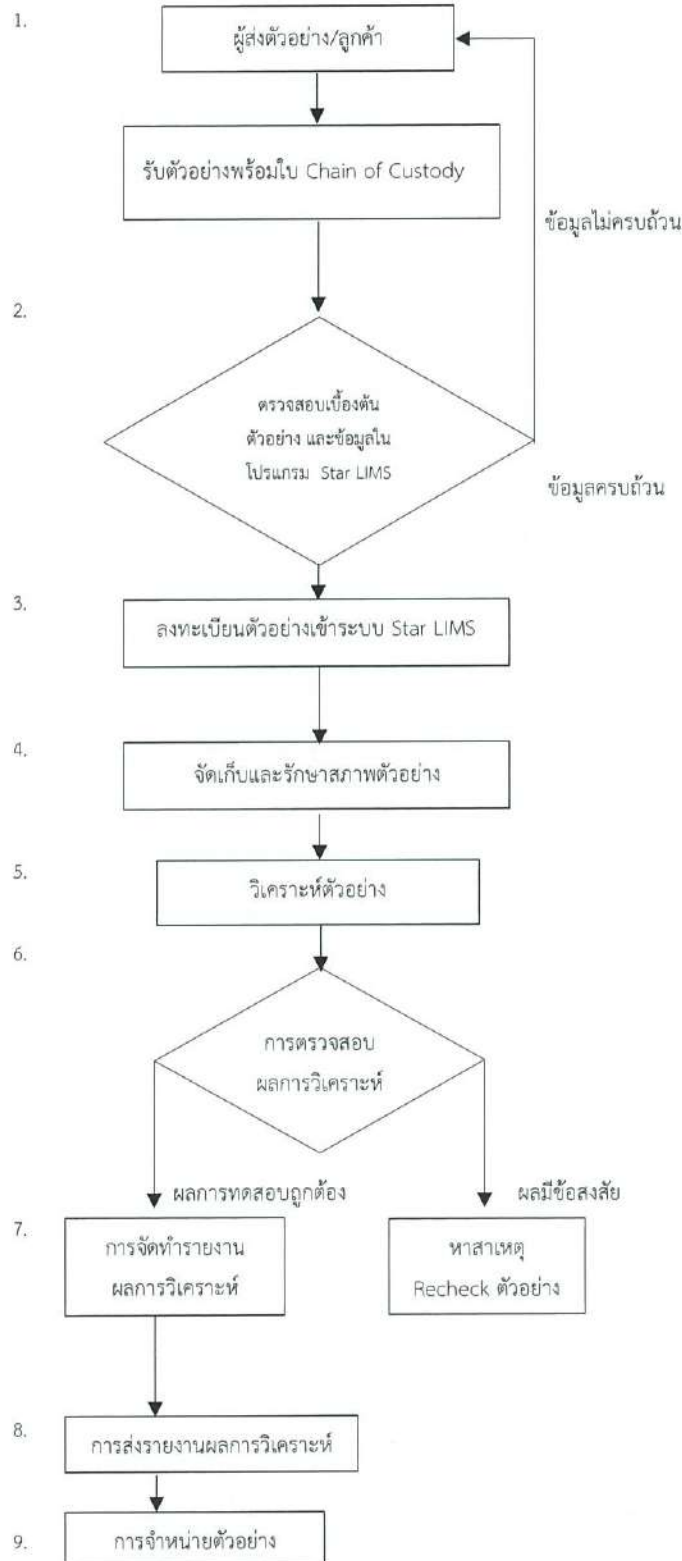 1.
ผู้ส่งตัวอย่าง/ลูกค้า
รับตัวอย่างพร้อมใบ Chain of Custody
ข้อมูลไม่ครบถ้วน
2.
ตรวจสอบเบื้องต้น
ตัวอย่าง และข้อมูลใน
โปรแกรม Star LIMS
ข้อมูลครบถ้วน
3.
ลงทะเบียนตัวอย่างเข้าระบบ Star LIMS
4.
จัดเก็บและรักษาสภาพตัวอย่าง
5.
วิเคราะห์ตัวอย่าง
6.
การตรวจสอบ
ผลการวิเคราะห์
ผลการทดสอบถูกต้อง
ผลมีข้อสงสัย
7.
การจัดทำรายงาน
ผลการวิเคราะห์
หาสาเหตุ
Recheck ตัวอย่าง
8.
การส่งรายงานผลการวิเคราะห์
9.
การจำหน่ายตัวอย่าง